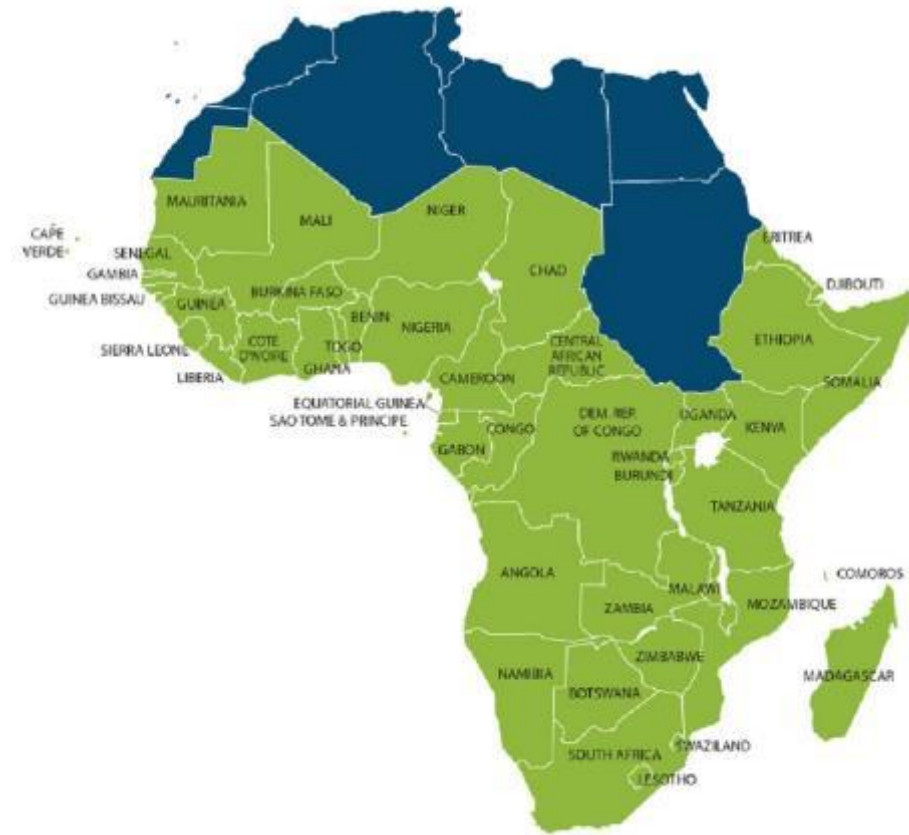 MAURITANIA
MALI
NIGER
CAPE
VERDE
SENEGAL
ERITREA
GAMBIA
CHAD
DJIBOUTI
GUINEA BISSAU
GUINEA
BURKINA FASO
BENIN
NIGERIA
SIERRA LEONE
COTE
D'IVOIRE
TOGO
GHANA
CENTRAL
AFRICAN
REPUBLIC
ETHIOPIA
LIBERIA
CAMEROON
SOMALIA
EQUATORIAL GUINEA
SAO TOME & PRINCIPE
CONGO
GABON
DEM. REP.
OF CONGO
UGANDA
KENYA
RWANDA
BURUNDI
TANZANIA
ANGOLA
MALAWI
COMOROS
ZAMBIA
MOZAMBIQUE
ZIMBABWE
NAMIBIA
BOTSWANA
MADAGASCAR
SOUTH AFRICA
SWAZILAND
LESOTHO